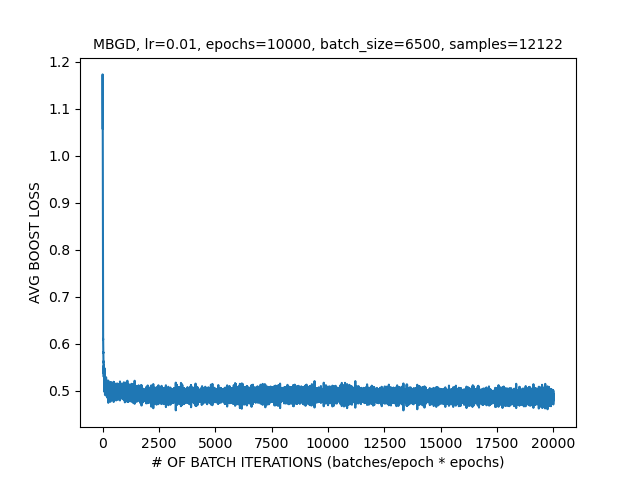 MBGD, lr=0.01, epochs=10000, batch_size=6500, samples=12122
1.2
1.1
1.0
0.9
0.8
0.7
0.6
0.5
AVG BOOST LOSS
0 2500 5000 7500 10000 12500 15000 17500 20000
# OF BATCH ITERATIONS (batches/epoch * epochs)